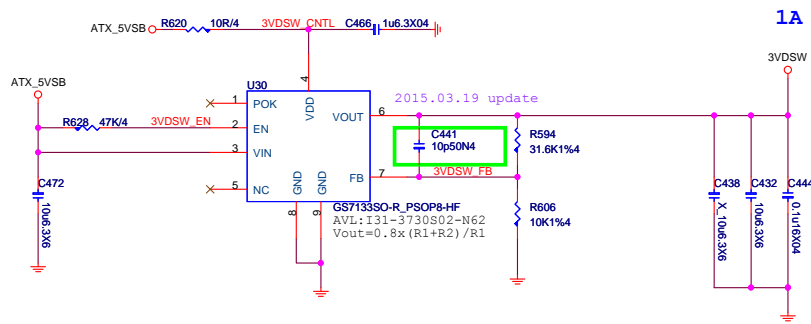 1A
R620 10R/4 3VDSW_CNTL C466 1u6.3X04
ATX_5VSB
3VDSW
ATX_5VSB
4
U30
2015.03.19 update
1 POK VDD VOUT 6
R628 47K/4 3VDSW_EN 2 EN
C441
10p50N4
R594
31.6K1%4
3 VIN
FB 7 3VDSW_FB
C472
10u6.3X6
5 NC GND GND
C438
X_10u6.3X6
C432
10u6.3X6
C444
0.1u16X04
R606
10K1%4
8 9
GS7133SO-R_PSOP8-HF
AVL:I31-3730S02-N62
Vout=0.8x(R1+R2)/R1